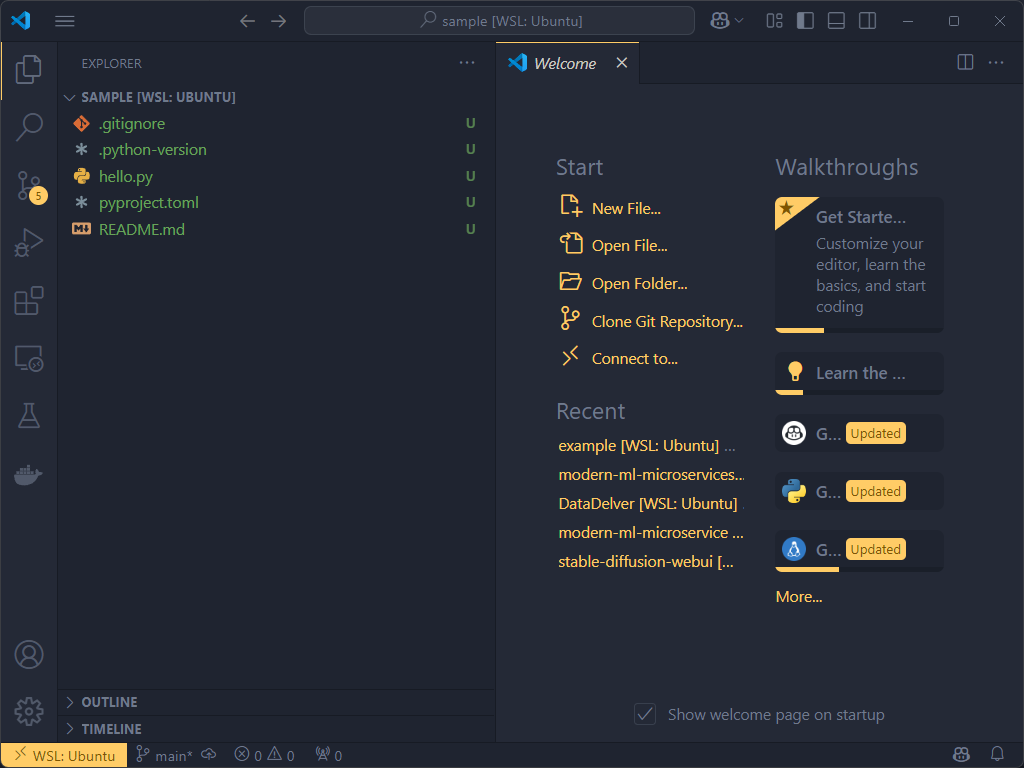 sample [WSL: Ubuntu]
EXPLORER
SAMPLE [WSL: UBUNTU]
.gitignore U
.python-version U
hello.py U
pyproject.toml U
README.md U
5
OUTLINE
TIMELINE
Welcome
Start
New File...
Open File...
Open Folder...
Clone Git Repository...
Connect to...
Recent
example [WSL: Ubuntu] ...
modern-ml-microservices...
DataDelver [WSL: Ubuntu]
modern-ml-microservice ...
stable-diffusion-webui [...
Walkthroughs
Get Starte...
Customize your
editor, learn the
basics, and start
coding
Learn the ...
G... Updated
G... Updated
G... Updated
More...
Show welcome page on startup
WSL: Ubuntu main* 0 0 0